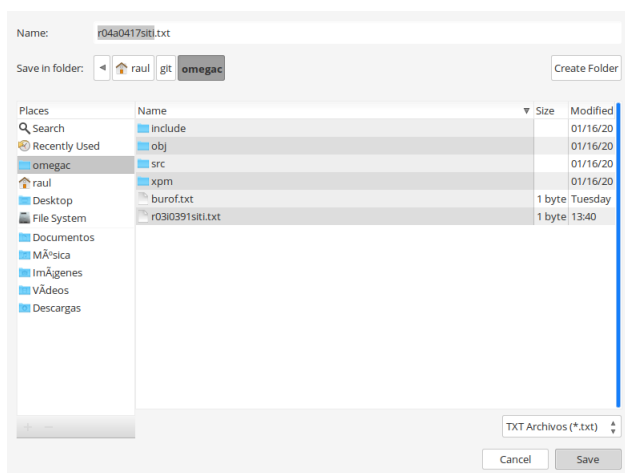 Name: r04a0417siti.txt
Save in folder: raul git omegac Create Folder
Places Name Size Modified
Search include 01/16/20
Recently Used obj 01/16/20
omegac src 01/16/20
raul xpm 01/16/20
Desktop burof.txt 1 byte Tuesday
File System r03i0391siti.txt 1 byte 13:40
Documentos
MÃºsica
ImÃ¡genes
VÃ­deos
Descargas
TXT Archivos (*.txt)
Cancel Save